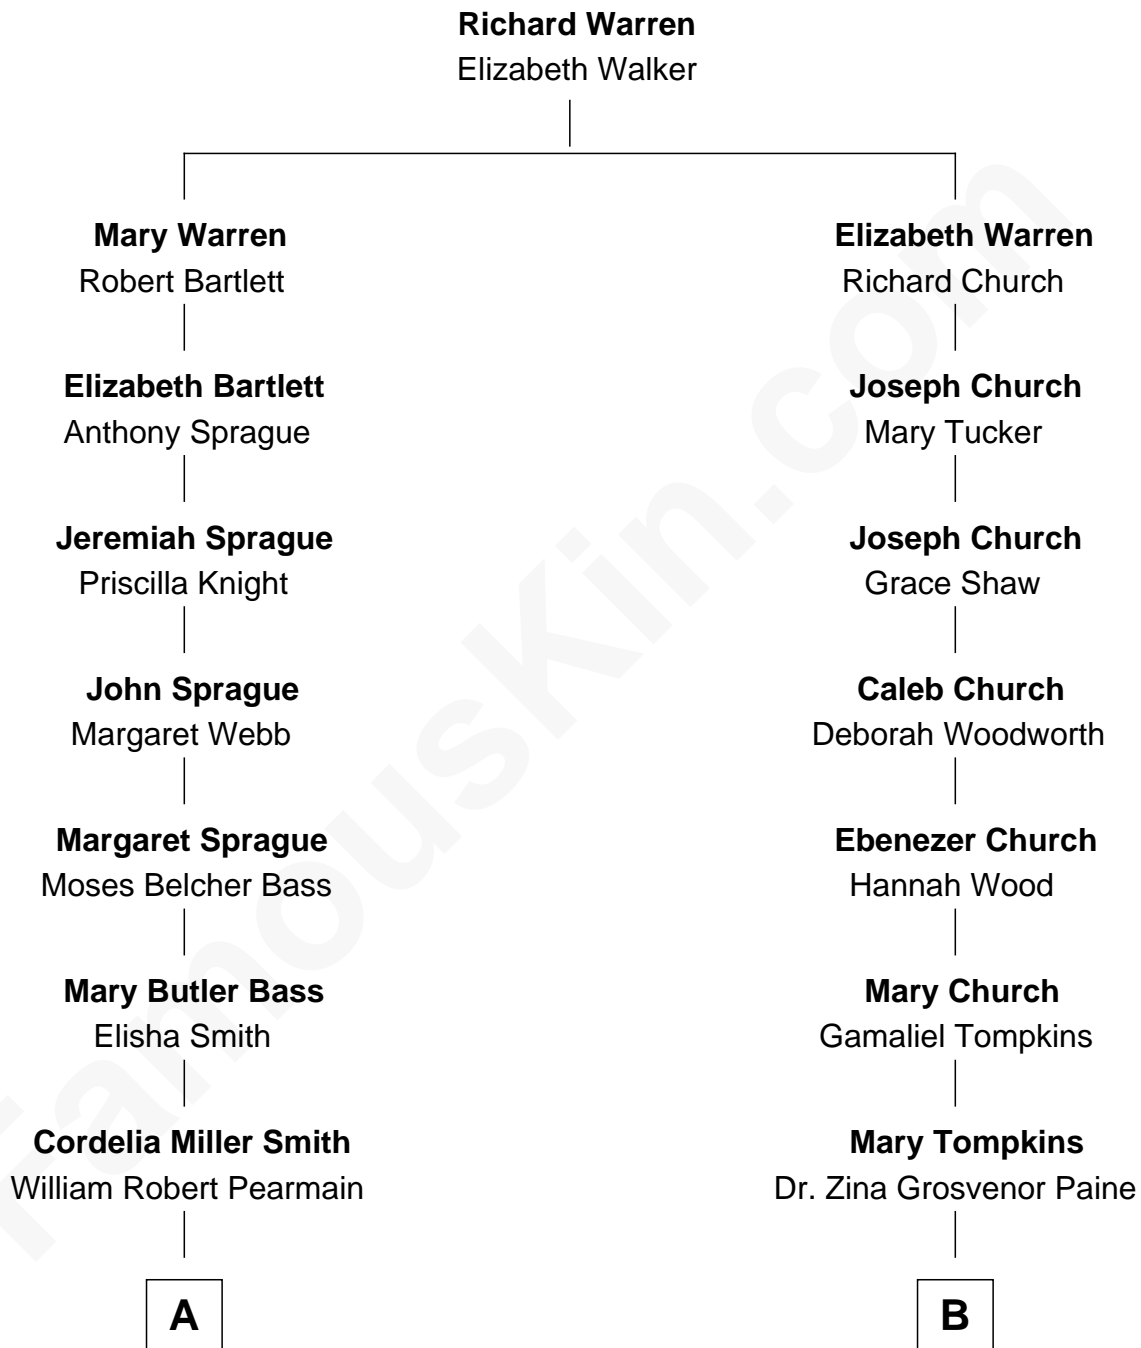 Richard Warren
Elizabeth Walker
Mary Warren
Robert Bartlett
Elizabeth Warren
Richard Church
Elizabeth Bartlett
Anthony Sprague
Joseph Church
Mary Tucker
Jeremiah Sprague
Priscilla Knight
Joseph Church
Grace Shaw
John Sprague
Margaret Webb
Caleb Church
Deborah Woodworth
Margaret Sprague
Moses Belcher Bass
Ebenezer Church
Hannah Wood
Mary Butler Bass
Elisha Smith
Mary Church
Gamaliel Tompkins
Cordelia Miller Smith
William Robert Pearmain
Mary Tompkins
Dr. Zina Grosvenor Paine
A
B
FamousKin.com